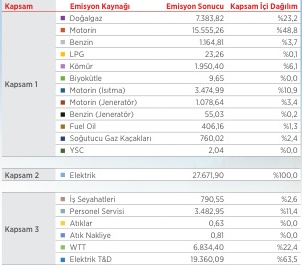 Kapsam Emisyon Kaynağı Emisyon Sonucu Kapsam İçi Dağılım
Kapsam 1
Doğalgaz 7.383,82 %23,2
Motorin 15.555,26 %48,8
Benzin 1.164,81 %3,7
LPG 23,26 %0,1
Kömür 1.950,40 %6,1
Biyokütle 9,65 %0,0
Motorin (Isıtma) 3.474,99 %10,9
Motorin (Jeneratör) 1.078,64 %3,4
Benzin (Jeneratör) 55,03 %0,2
Fuel Oil 406,16 %1,3
Soğutucu Gaz Kaçakları 760,02 %2,4
YSC 2,04 %0,0
Kapsam 2 Elektrik 27.671,90 %100,0
Kapsam 3
İş Seyahatleri 790,55 %2,6
Personel Servisi 3.482,95 %11,4
Atıklar 0,63 %0,0
Atık Nakliye 0,81 %0,0
WTT 6.834,40 %22,4
Elektrik T&D 19.360,09 %63,5